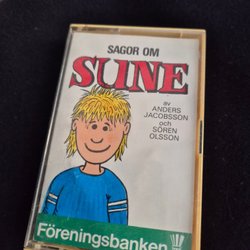 SAGOR OM
SUNE
av
ANDERS
JACOBSSON
och
SÖREN
OLSSON
Föreningsbanken